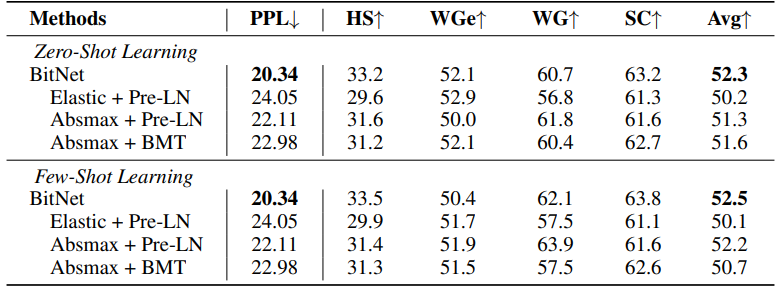 Methods PPL↓ HS↑ WGe↑ WG↑ SC↑ Avg↑
Zero-Shot Learning
BitNet 20.34 33.2 52.1 60.7 63.2 52.3
Elastic + Pre-LN 24.05 29.6 52.9 56.8 61.3 50.2
Absmax + Pre-LN 22.11 31.6 50.0 61.8 61.6 51.3
Absmax + BMT 22.98 31.2 52.1 60.4 62.7 51.6
Few-Shot Learning
BitNet 20.34 33.5 50.4 62.1 63.8 52.5
Elastic + Pre-LN 24.05 29.9 51.7 57.5 61.1 50.1
Absmax + Pre-LN 22.11 31.4 51.9 63.9 61.6 52.2
Absmax + BMT 22.98 31.3 51.5 57.5 62.6 50.7